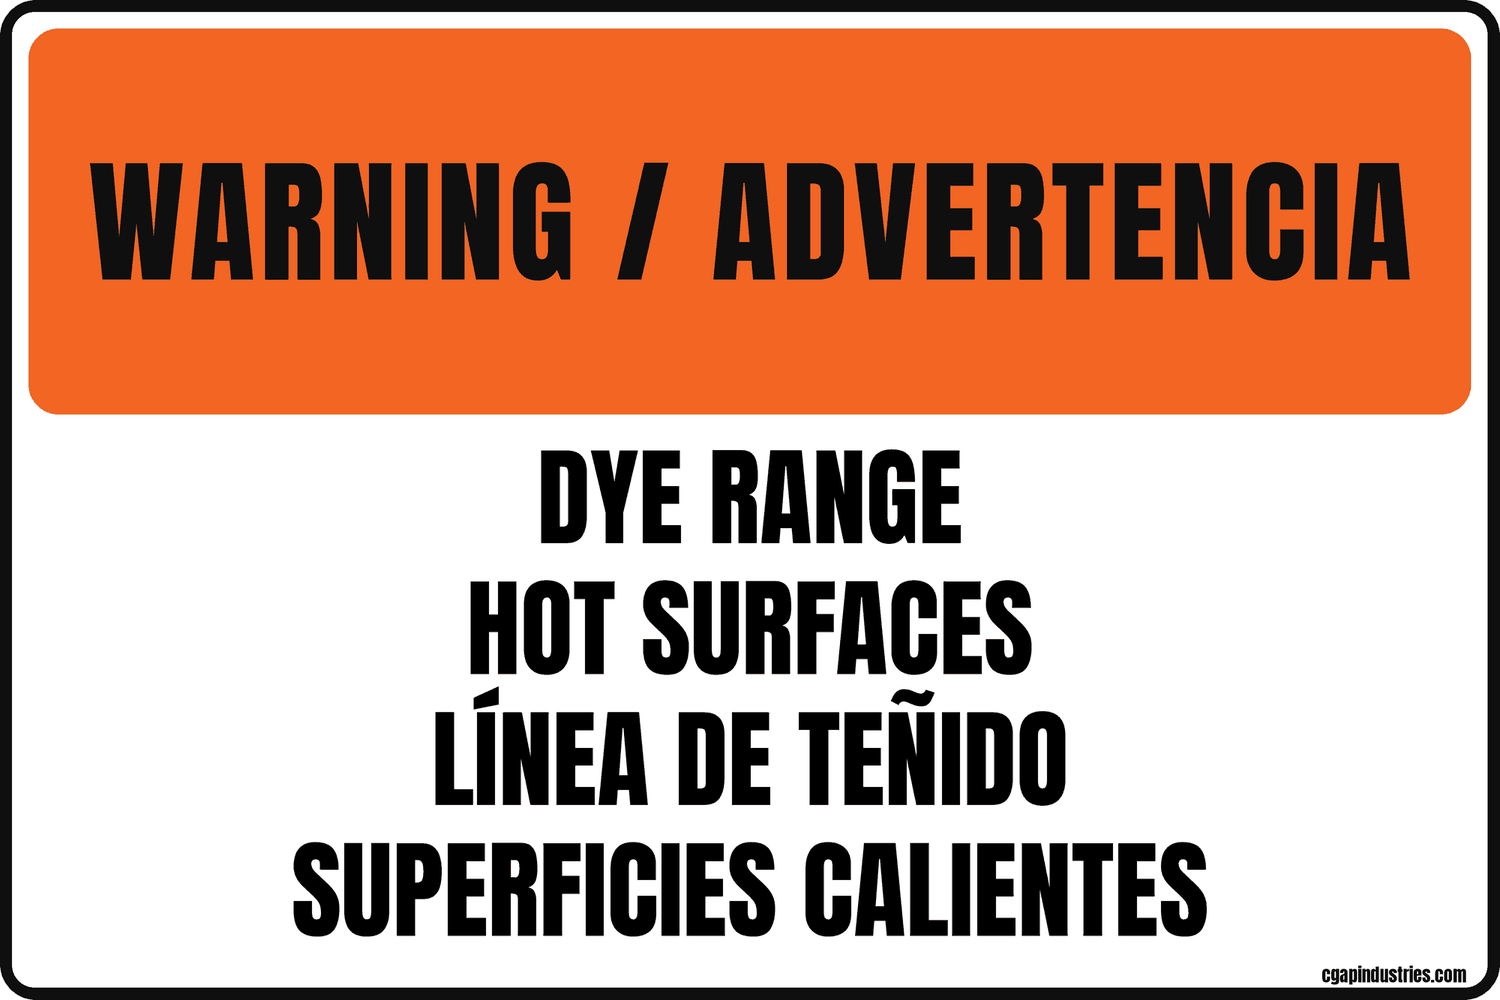 WARNING / ADVERTENCIA
DYE RANGE
HOT SURFACES
LÍNEA DE TEÑIDO
SUPERFICIES CALIENTES
cgapindustries.com